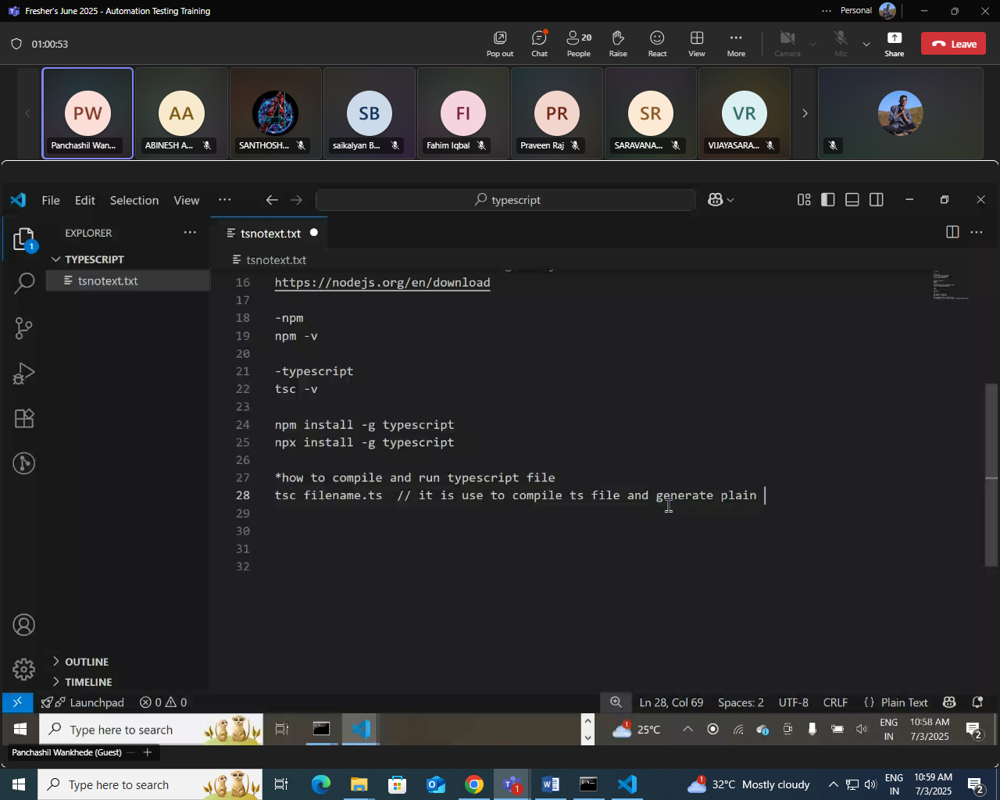 Fresher's June 2025 - Automation Testing Training
Personal
01:00:53
Pop out
Chat
20
People
Raise
React
View
More
Camera
Mic
Share
Leave
PW
Panchashil Wan...
AA
ABINESH A...
SANTHOSH...
SB
saikalyan B...
FI
Fahim Iqbal
PR
Praveen Raj
SR
SARAVANA...
VR
VIJAYASARA...
File Edit Selection View
typescript
EXPLORER
TYPESCRIPT
tsnotext.txt
1
tsnotext.txt
tsnotext.txt
16 https://nodejs.org/en/download
17
18 -npm
19 npm -v
20
21 -typescript
22 tsc -v
23
24 npm install -g typescript
25 npx install -g typescript
26
27 *how to compile and run typescript file
28 tsc filename.ts // it is use to compile ts file and generate plain
29
30
31
32
OUTLINE
TIMELINE
Launchpad 0 0
Ln 28, Col 69 Spaces: 2 UTF-8 CRLF {} Plain Text
Type here to search
1
25°C
ENG
IN
10:58 AM
7/3/2025
2
Panchashil Wankhede (Guest)
Type here to search
1
1
32°C Mostly cloudy
ENG
IN
10:59 AM
7/3/2025
2